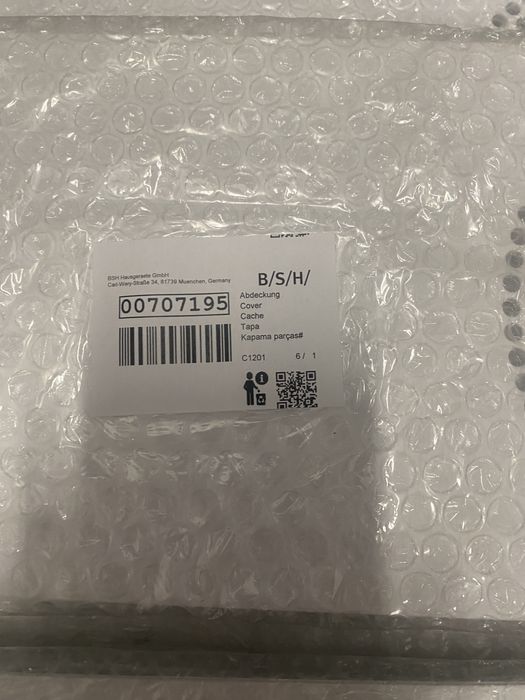 BSH Hausgeraete GmbH
Carl-Wery-Straße 34, 81739 Muenchen, Germany
B/S/H/
00707195
Abdeckung
Cover
Cache
Tapa
Kapama parças#
C1201 6/ 1